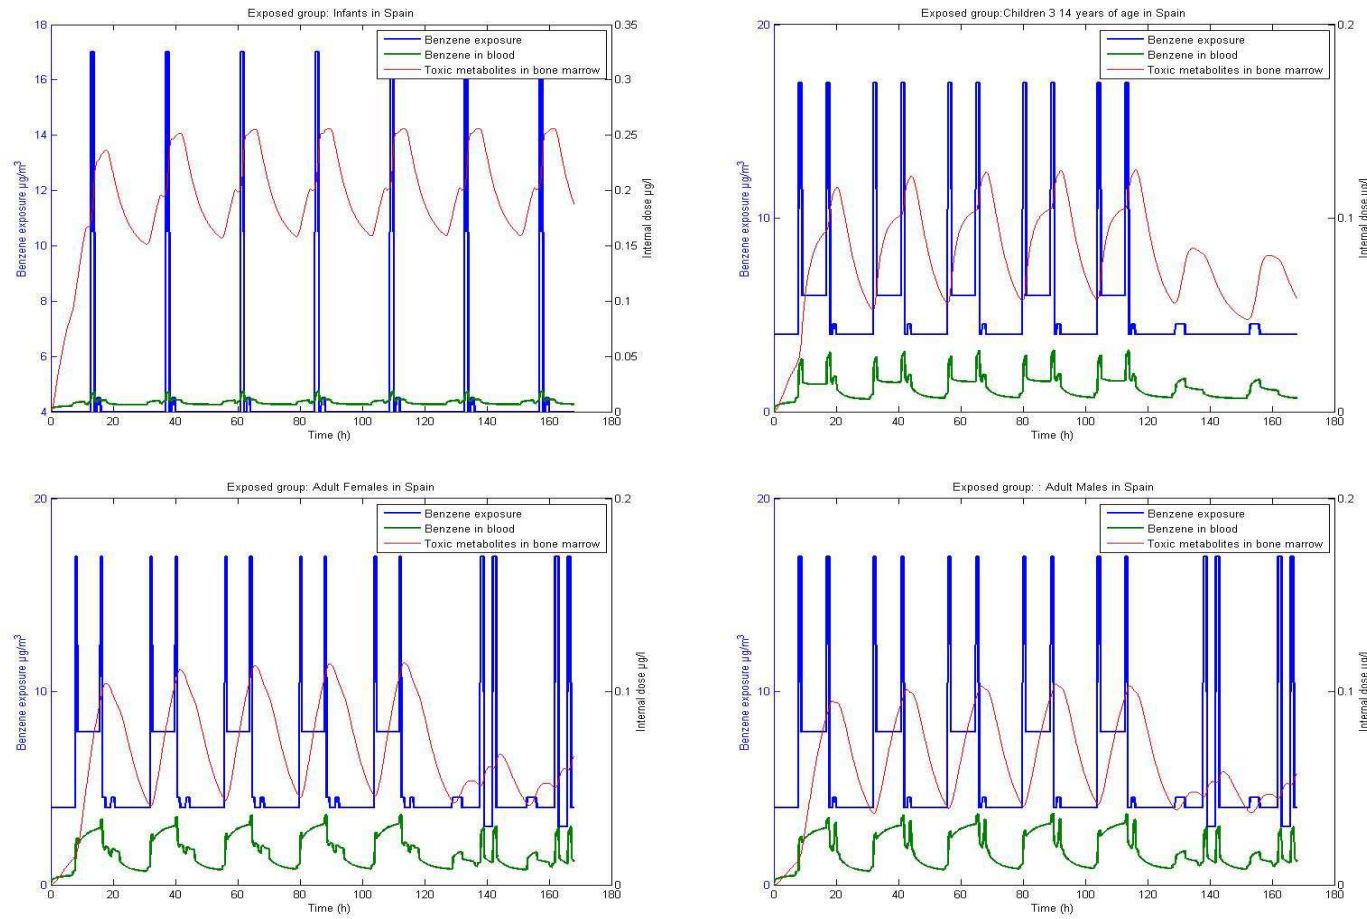 Exposed group: Infants in Spain
18
16
14
12
10
8
6
4
Benzene exposure µg/m³
0.35
0.3
0.25
0.2
0.15
0.1
0.05
0
Internal dose µg/l
Benzene exposure
Benzene in blood
Toxic metabolites in bone marrow
0 20 40 60 80 100 120 140 160 180
Time (h)
Exposed group:Children 3 14 years of age in Spain
20
10
0
Benzene exposure µg/m³
0.2
0.1
0
Internal dose µg/l
Benzene exposure
Benzene in blood
Toxic metabolites in bone marrow
0 20 40 60 80 100 120 140 160 180
Time (h)
Exposed group: Adult Females in Spain
20
10
0
Benzene exposure µg/m³
0.2
0.1
0
Internal dose µg/l
Benzene exposure
Benzene in blood
Toxic metabolites in bone marrow
0 20 40 60 80 100 120 140 160 180
Time (h)
Exposed group: : Adult Males in Spain
20
10
0
Benzene exposure µg/m³
0.2
0.1
0
Internal dose µg/l
Benzene exposure
Benzene in blood
Toxic metabolites in bone marrow
0 20 40 60 80 100 120 140 160 180
Time (h)